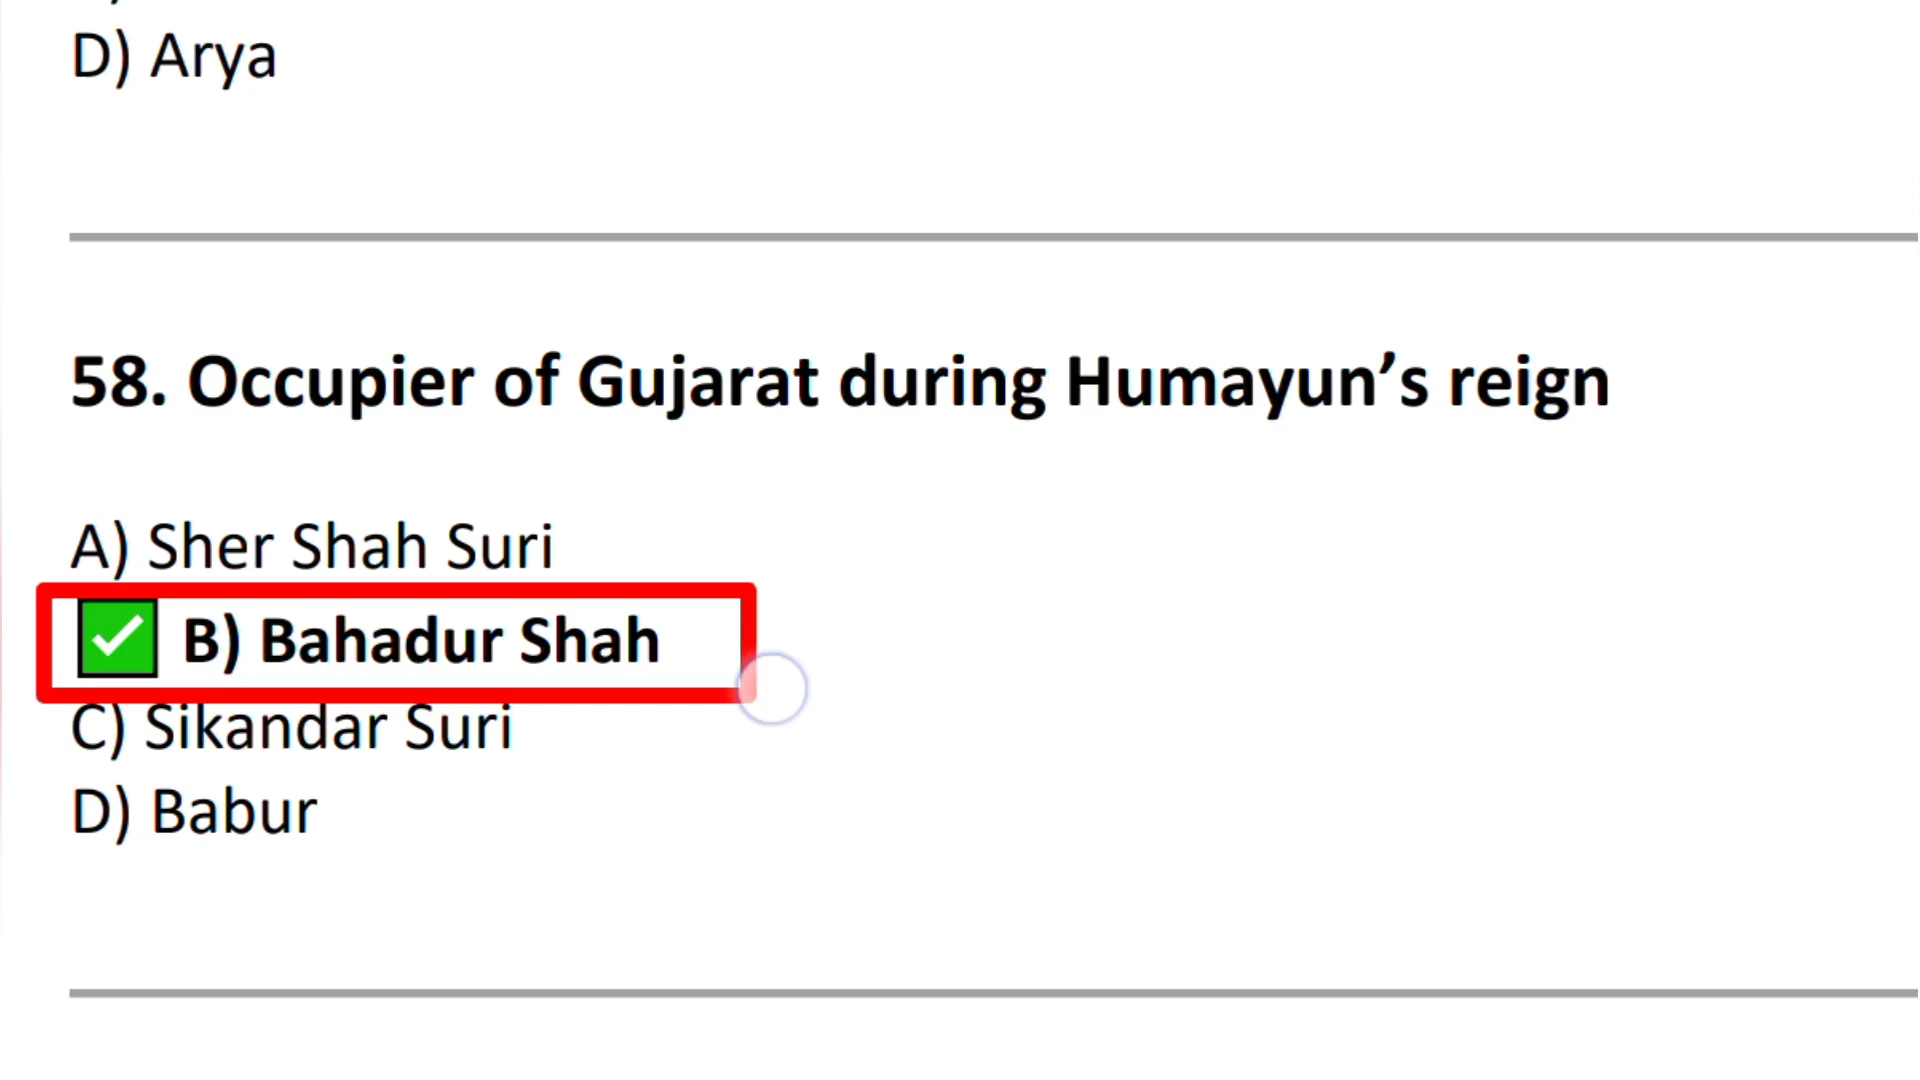 D) Arya
58. Occupier of Gujarat during Humayun’s reign
A) Sher Shah Suri
✅ B) Bahadur Shah
C) Sikandar Suri
D) Babur